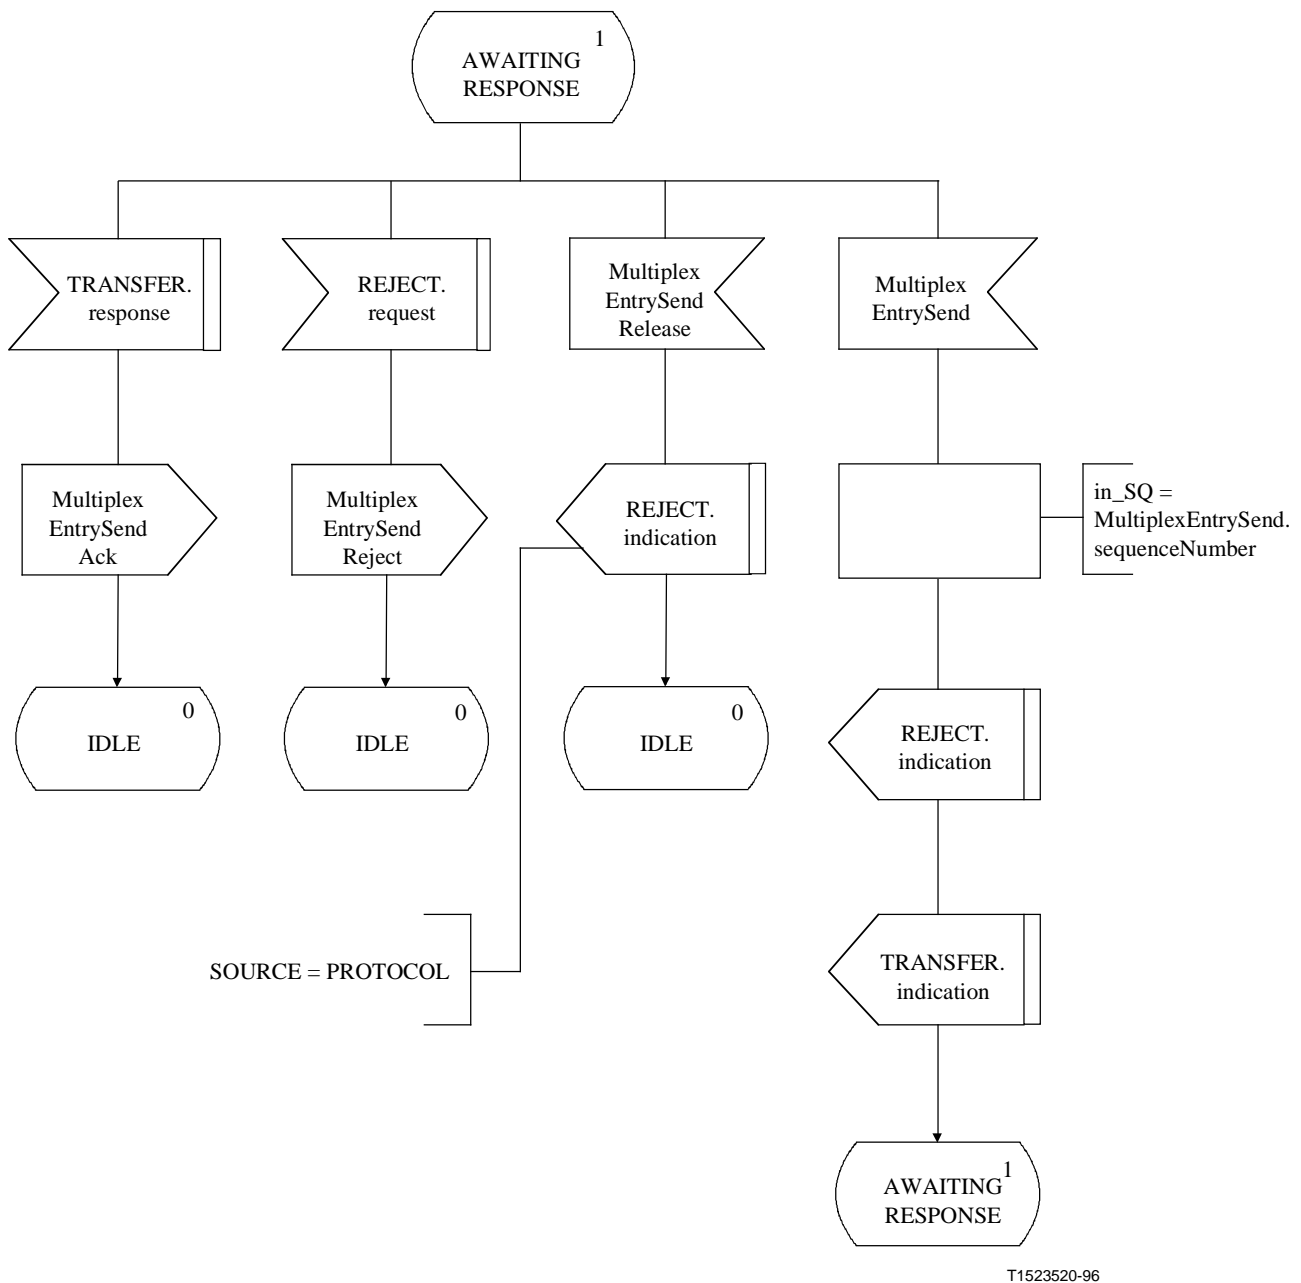 1
AWAITING
RESPONSE
TRANSFER.
response
REJECT.
request
Multiplex
EntrySend
Release
Multiplex
EntrySend
Multiplex
EntrySend
Ack
Multiplex
EntrySend
Reject
REJECT.
indication
in_SQ =
MultiplexEntrySend.
sequenceNumber
0
IDLE
0
IDLE
0
IDLE
REJECT.
indication
SOURCE = PROTOCOL
TRANSFER.
indication
1
AWAITING
RESPONSE
T1523520-96